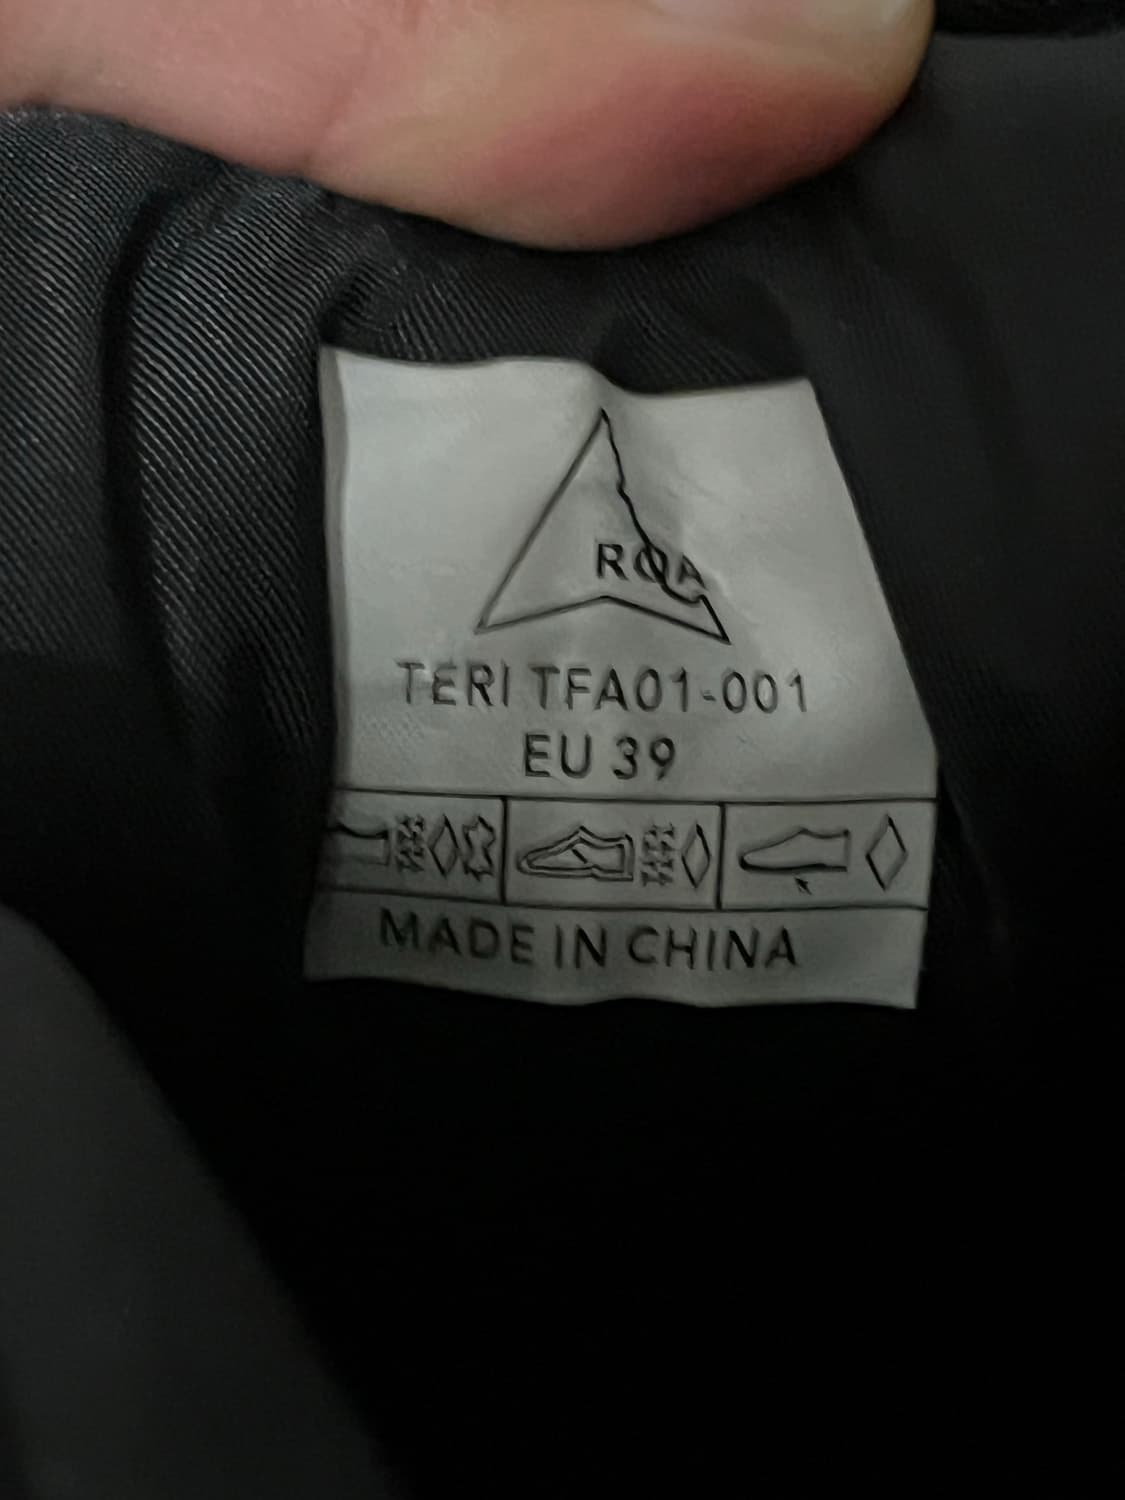 ROA
TERI TFA01-001
EU 39
MADE IN CHINA